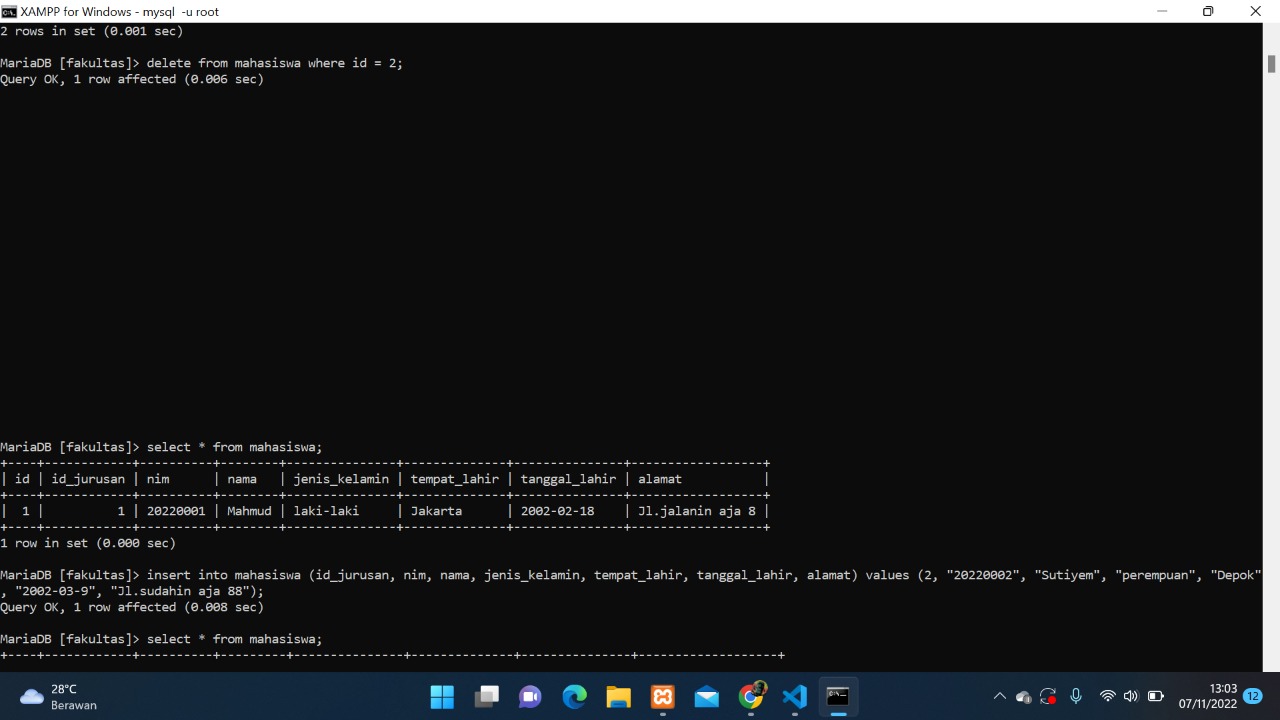 XAMPP for Windows - mysql  -u root
2 rows in set (0.001 sec)
MariaDB [fakultas]> delete from mahasiswa where id = 2;
Query OK, 1 row affected (0.006 sec)
MariaDB [fakultas]> select * from mahasiswa;
+----+------------+----------+--------+---------------+--------------+---------------+------------------+
| id | id_jurusan | nim      | nama   | jenis_kelamin | tempat_lahir | tanggal_lahir | alamat           |
+----+------------+----------+--------+---------------+--------------+---------------+------------------+
|  1 |          1 | 20220001 | Mahmud | laki-laki     | Jakarta      | 2002-02-18    | Jl.jalanin aja 8 |
+----+------------+----------+--------+---------------+--------------+---------------+------------------+
1 row in set (0.000 sec)
MariaDB [fakultas]> insert into mahasiswa (id_jurusan, nim, nama, jenis_kelamin, tempat_lahir, tanggal_lahir, alamat) values (2, "20220002", "Sutiyem", "perempuan", "Depok"
, "2002-03-9", "Jl.sudahin aja 88");
Query OK, 1 row affected (0.008 sec)
MariaDB [fakultas]> select * from mahasiswa;
+----+------------+----------+---------+---------------+--------------+---------------+-------------------+
28°C
Berawan
13:03
07/11/2022
12